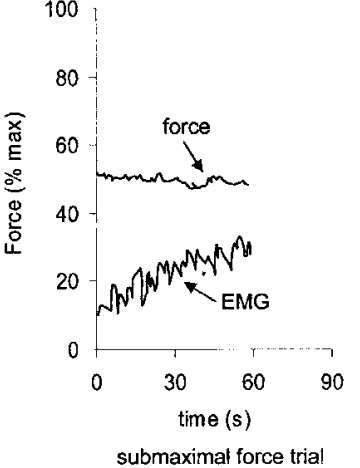 100
80
60
40
20
0
Force (% max)
force
EMG
0 30 60 90
time (s)
submaximal force trial